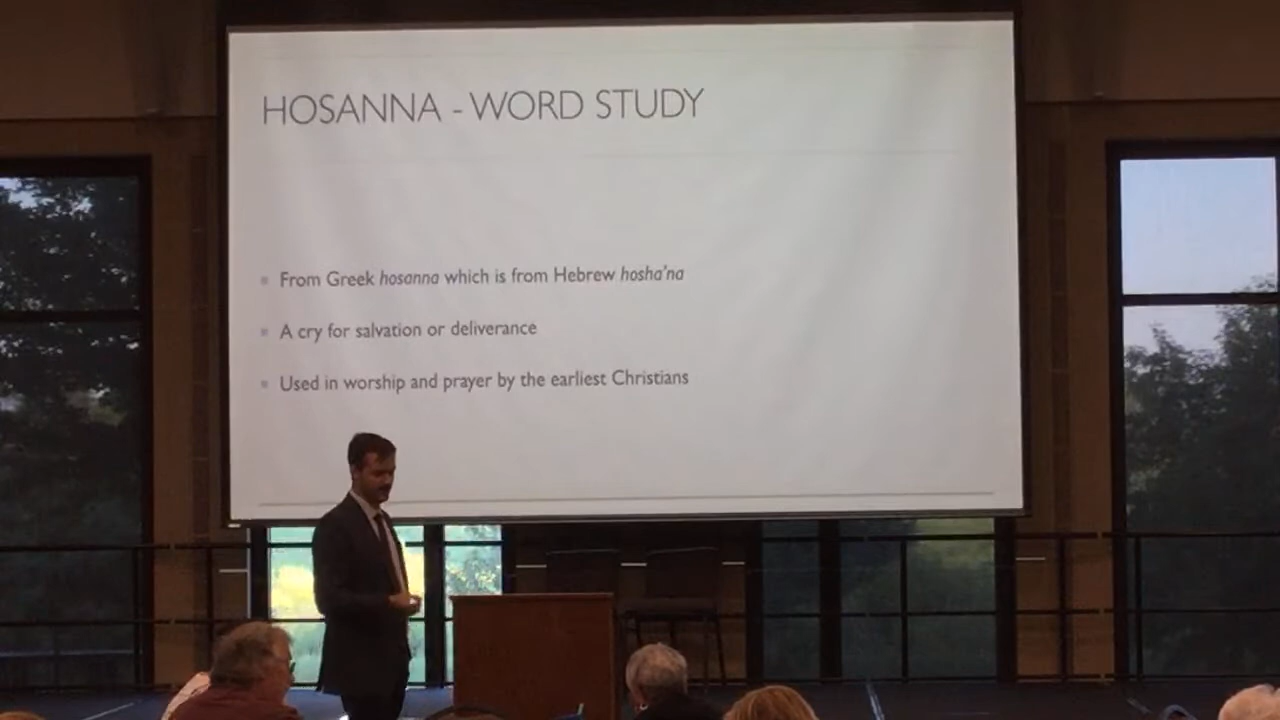 HOSANNA - WORD STUDY
From Greek hosanna which is from Hebrew hosha'na
A cry for salvation or deliverance
Used in worship and prayer by the earliest Christians